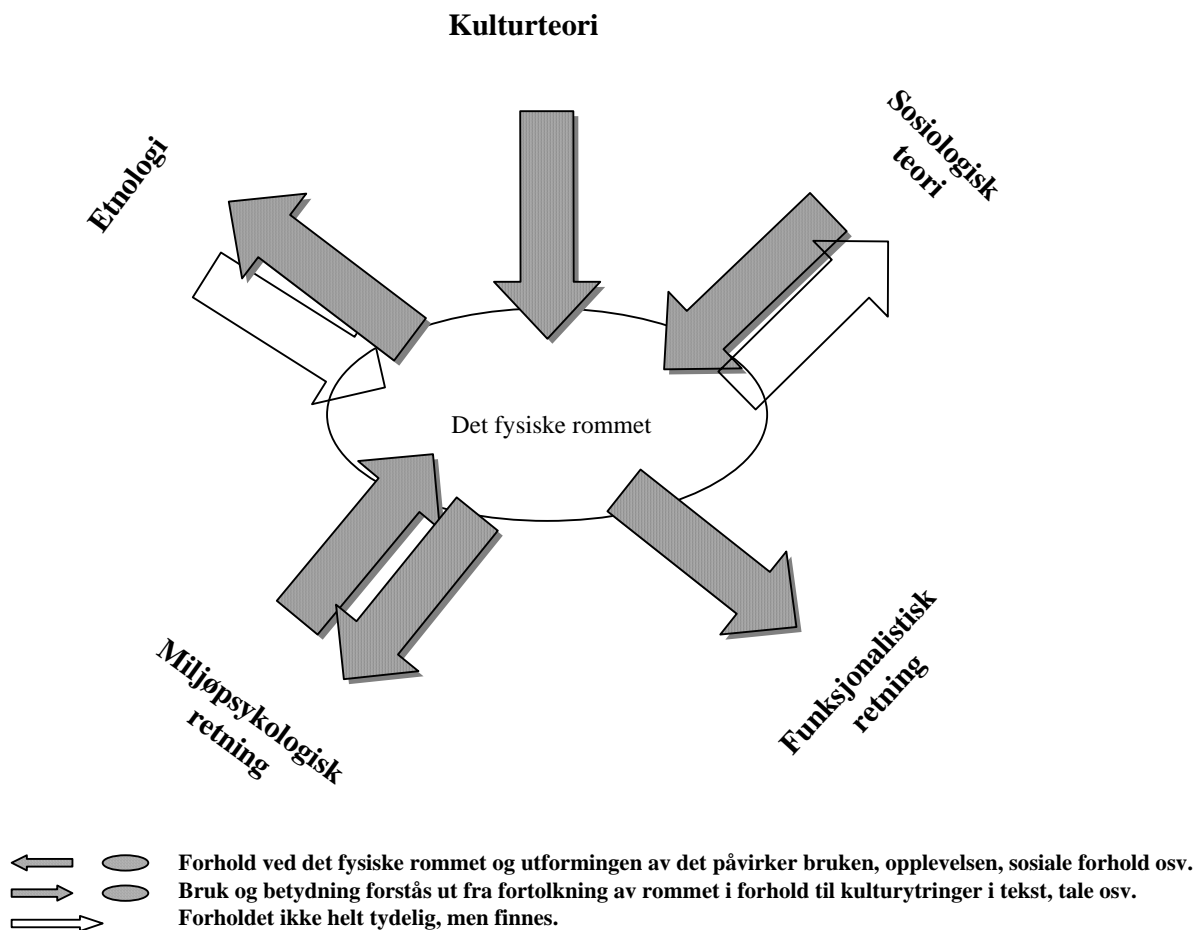 Kulturteori
Etnologi
Sosiologisk
teori
Det fysiske rommet
Miljøpsykologisk
retning
Funksjonalistisk
retning
Forhold ved det fysiske rommet og utformingen av det påvirker bruken, opplevelsen, sosiale forhold osv.
Bruk og betydning forstås ut fra fortolkning av rommet i forhold til kulturytringer i tekst, tale osv.
Forholdet ikke helt tydelig, men finnes.